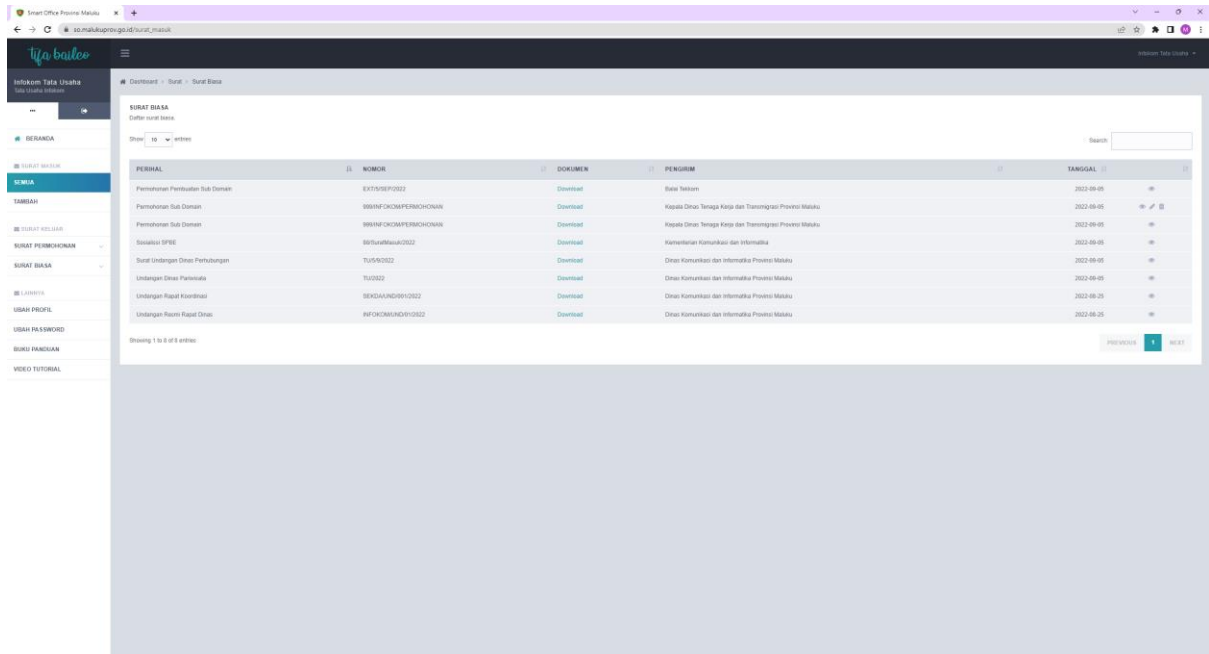 Smart Office Provinsi Maluku
so.malukuprov.go.id/surat_masuk
tifa baileo
Infokom Tata Usaha
Infokom Tata Usaha
Tata Usaha Infokom
Dashboard > Surat > Surat Biasa
SURAT BIASA
Daftar surat biasa.
Show 10 entries
Search:
BERANDA
SURAT MASUK
SEMUA
TAMBAH
SURAT KELUAR
SURAT PERMOHONAN
SURAT BIASA
LAINNYA
UBAH PROFIL
UBAH PASSWORD
BUKU PANDUAN
VIDEO TUTORIAL
PERIHAL NOMOR DOKUMEN PENGIRIM TANGGAL
Permohonan Pembuatan Sub Domain EXT/5/SEP/2022 Download Balai Tekkom 2022-09-05
Permohonan Sub Domain 999/INFOKOM/PERMOHONAN Download Kepala Dinas Tenaga Kerja dan Transmigrasi Provinsi Maluku 2022-09-05
Permohonan Sub Domain 999/INFOKOM/PERMOHONAN Download Kepala Dinas Tenaga Kerja dan Transmigrasi Provinsi Maluku 2022-09-05
Sosialisi SPBE Download Kementerian Komunikasi dan Informatika 2022-09-05
Surat Undangan Dinas Perhubungan TU/5/9/2022 Download Dinas Komunikasi dan Informatika Provinsi Maluku 2022-09-05
Undangan Dinas Pariwisata TU/2022 Download Dinas Komunikasi dan Informatika Provinsi Maluku 2022-09-05
Undangan Rapat Koordinasi SEKDA/UND/001/2022 Download Dinas Komunikasi dan Informatika Provinsi Maluku 2022-08-25
Undangan Resmi Rapat Dinas INFOKOM/UND/01/2022 Download Dinas Komunikasi dan Informatika Provinsi Maluku 2022-08-25
Showing 1 to 8 of 8 entries
PREVIOUS 1 NEXT